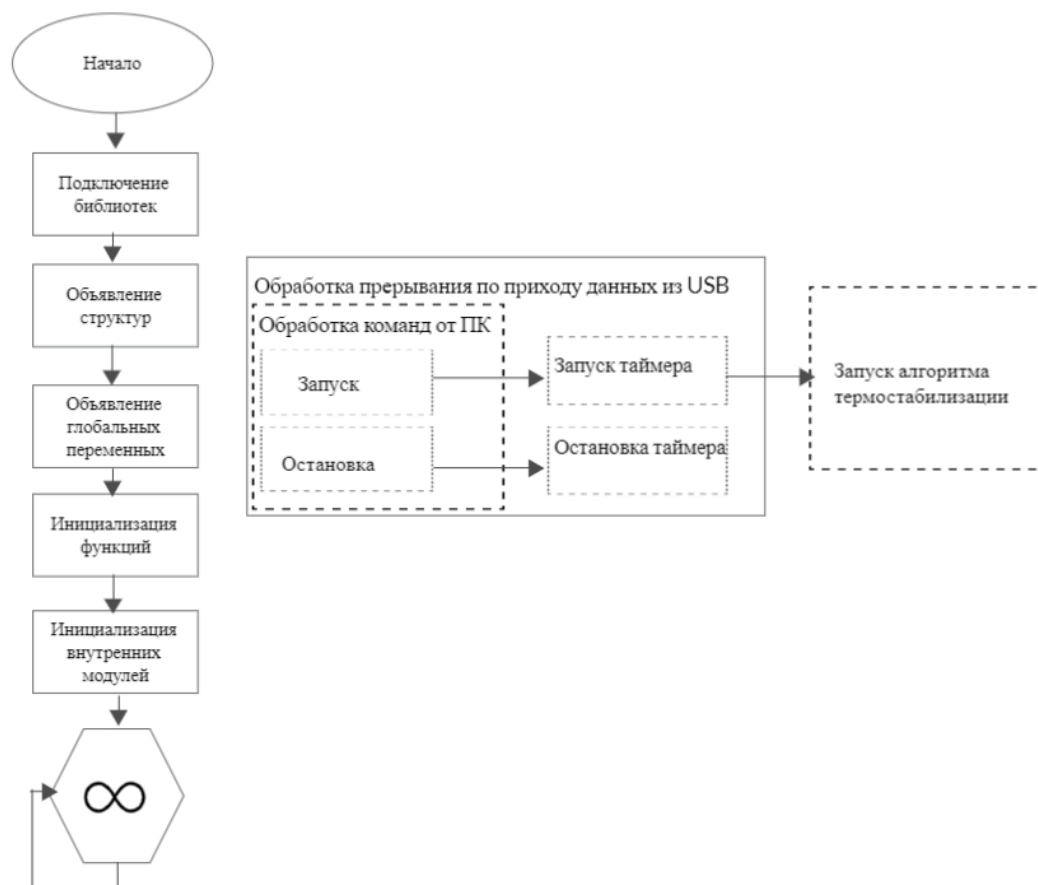 Начало
Подключение
библиотек
Объявление
структур
Объявление
глобальных
переменных
Инициализация
функций
Инициализация
внутренних
модулей
∞
Обработка прерывания по приходу данных из USB
Обработка команд от ПК
Запуск
Запуск таймера
Остановка
Остановка таймера
Запуск алгоритма
термостабилизации